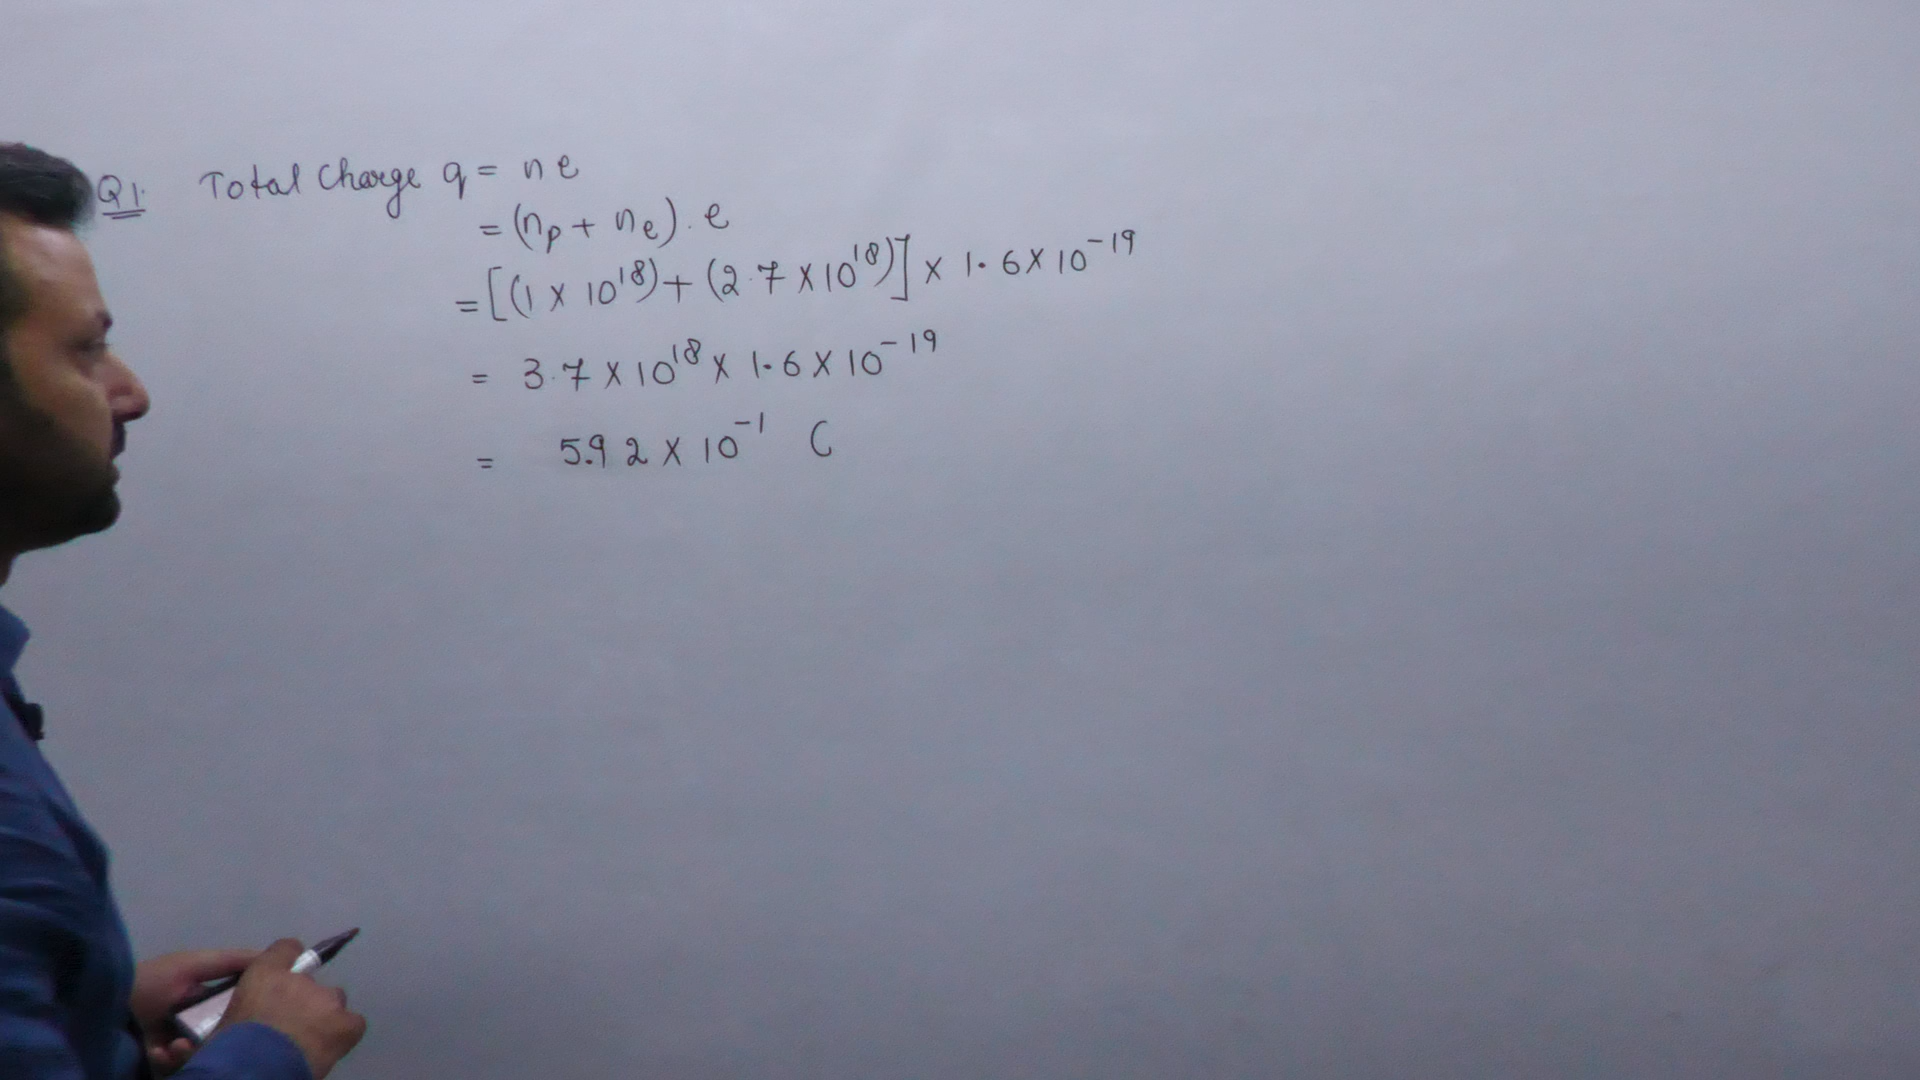 Q1. Total Charge q = ne
= (nₚ + nₑ). e
= [(1 × 10¹⁸) + (2.7 × 10¹⁸)] × 1.6 × 10⁻¹⁹
= 3.7 × 10¹⁸ × 1.6 × 10⁻¹⁹
= 5.92 × 10⁻¹ C